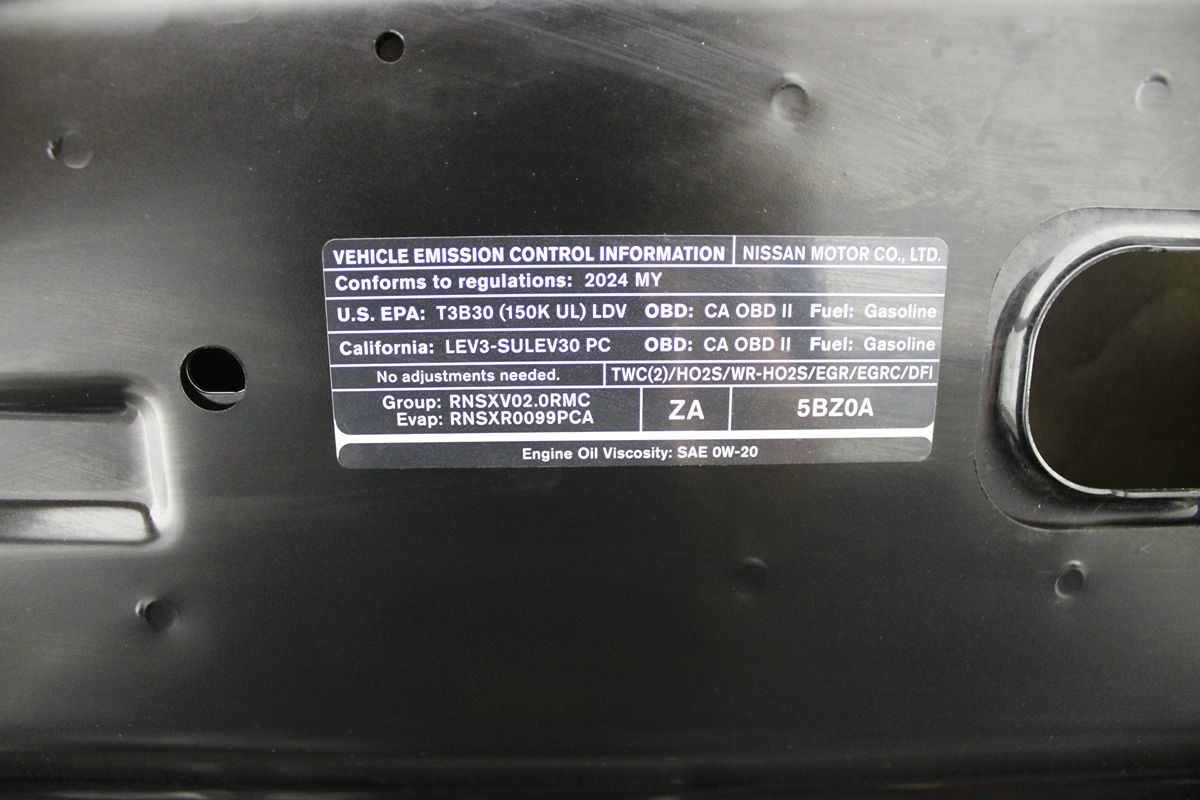 VEHICLE EMISSION CONTROL INFORMATION NISSAN MOTOR CO., LTD.
Conforms to regulations: 2024 MY
U.S. EPA: T3B30 (150K UL) LDV OBD: CA OBD II Fuel: Gasoline
California: LEV3-SULEV30 PC OBD: CA OBD II Fuel: Gasoline
No adjustments needed. TWC(2)/HO2S/WR-HO2S/EGR/EGRC/DFI
Group: RNSXV02.0RMC
Evap: RNSXR0099PCA
ZA
5BZ0A
Engine Oil Viscosity: SAE 0W-20